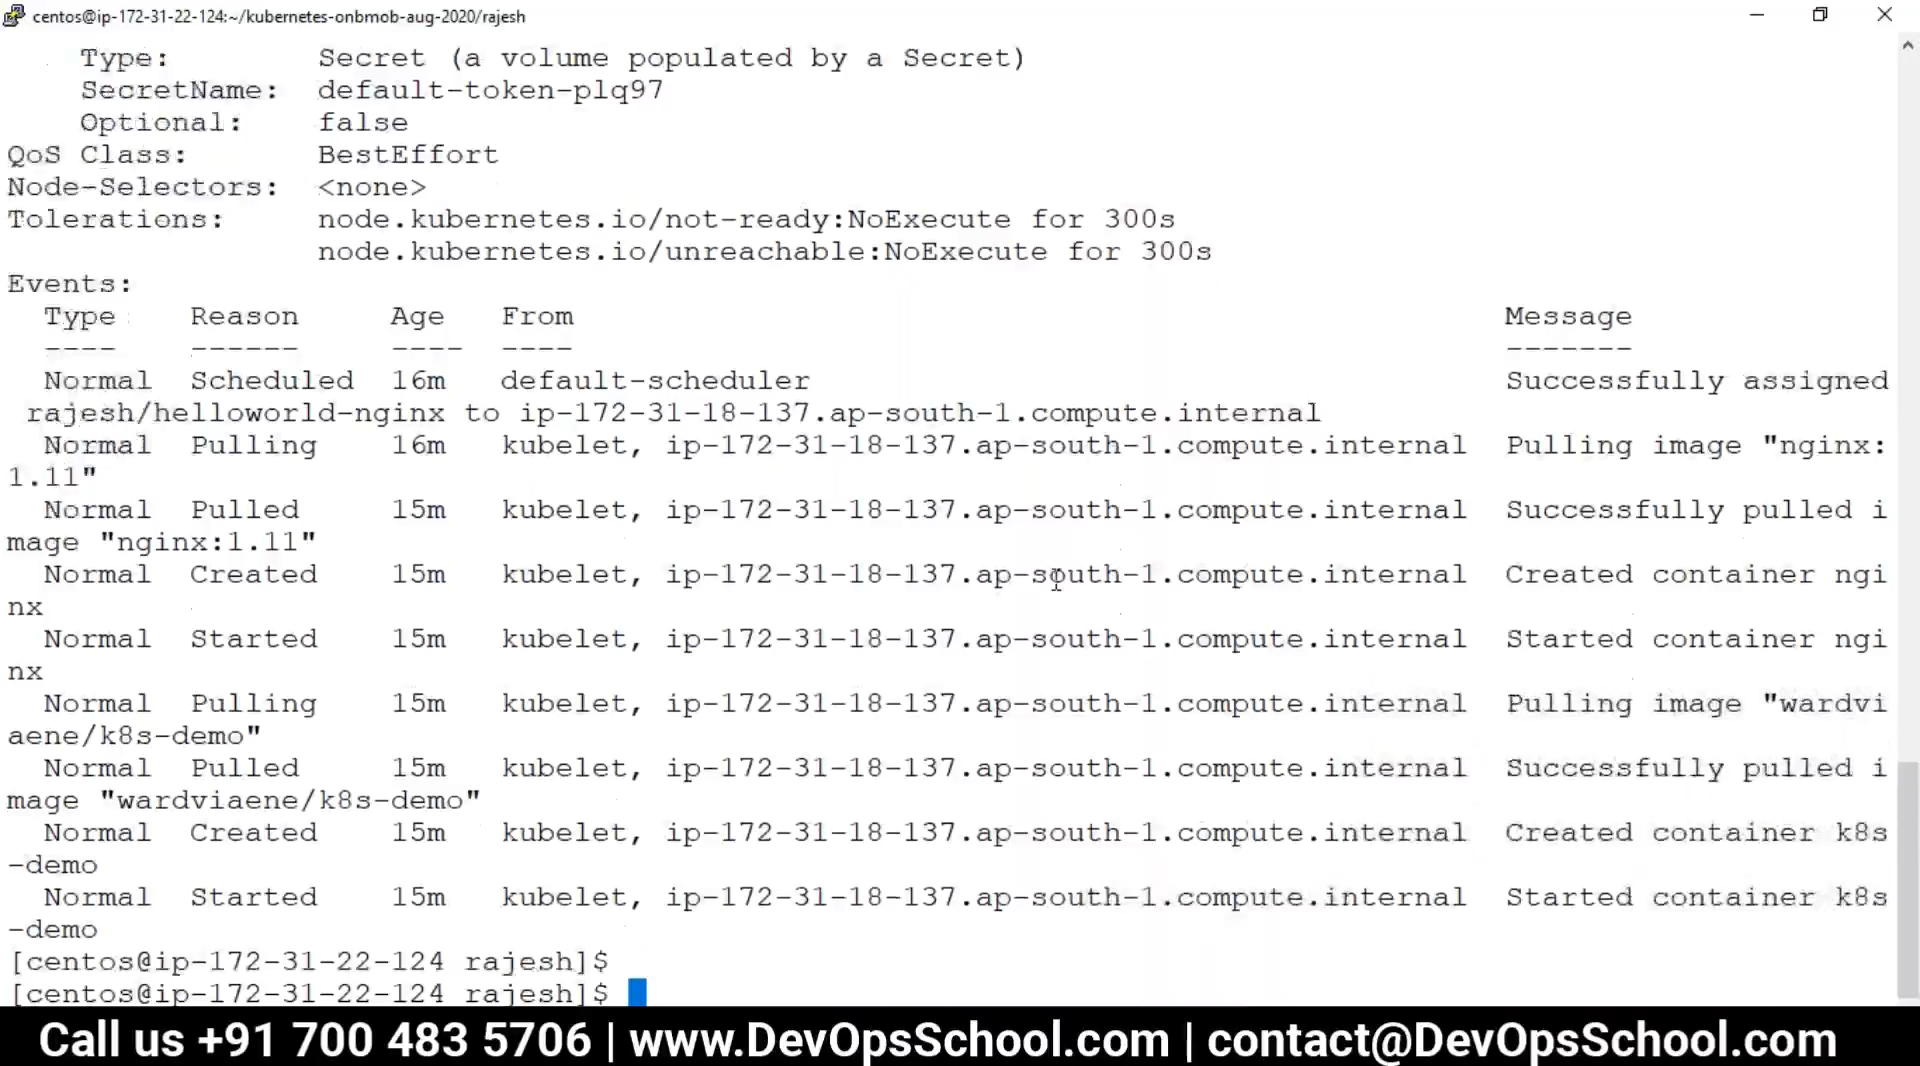 centos@ip-172-31-22-124:~/kubernetes-onbmob-aug-2020/rajesh
Type: Secret (a volume populated by a Secret)
SecretName: default-token-plq97
Optional: false
QoS Class: BestEffort
Node-Selectors: <none>
Tolerations: node.kubernetes.io/not-ready:NoExecute for 300s
node.kubernetes.io/unreachable:NoExecute for 300s
Events:
Type Reason Age From Message
---- ------ ---- ---- -------
Normal Scheduled 16m default-scheduler Successfully assigned
rajesh/helloworld-nginx to ip-172-31-18-137.ap-south-1.compute.internal
Normal Pulling 16m kubelet, ip-172-31-18-137.ap-south-1.compute.internal Pulling image "nginx:
1.11"
Normal Pulled 15m kubelet, ip-172-31-18-137.ap-south-1.compute.internal Successfully pulled i
mage "nginx:1.11"
Normal Created 15m kubelet, ip-172-31-18-137.ap-south-1.compute.internal Created container ngi
nx
Normal Started 15m kubelet, ip-172-31-18-137.ap-south-1.compute.internal Started container ngi
nx
Normal Pulling 15m kubelet, ip-172-31-18-137.ap-south-1.compute.internal Pulling image "wardvi
aene/k8s-demo"
Normal Pulled 15m kubelet, ip-172-31-18-137.ap-south-1.compute.internal Successfully pulled i
mage "wardviaene/k8s-demo"
Normal Created 15m kubelet, ip-172-31-18-137.ap-south-1.compute.internal Created container k8s
-demo
Normal Started 15m kubelet, ip-172-31-18-137.ap-south-1.compute.internal Started container k8s
-demo
[centos@ip-172-31-22-124 rajesh]$
[centos@ip-172-31-22-124 rajesh]$
Call us +91 700 483 5706 | www.DevOpsSchool.com | contact@DevOpsSchool.com